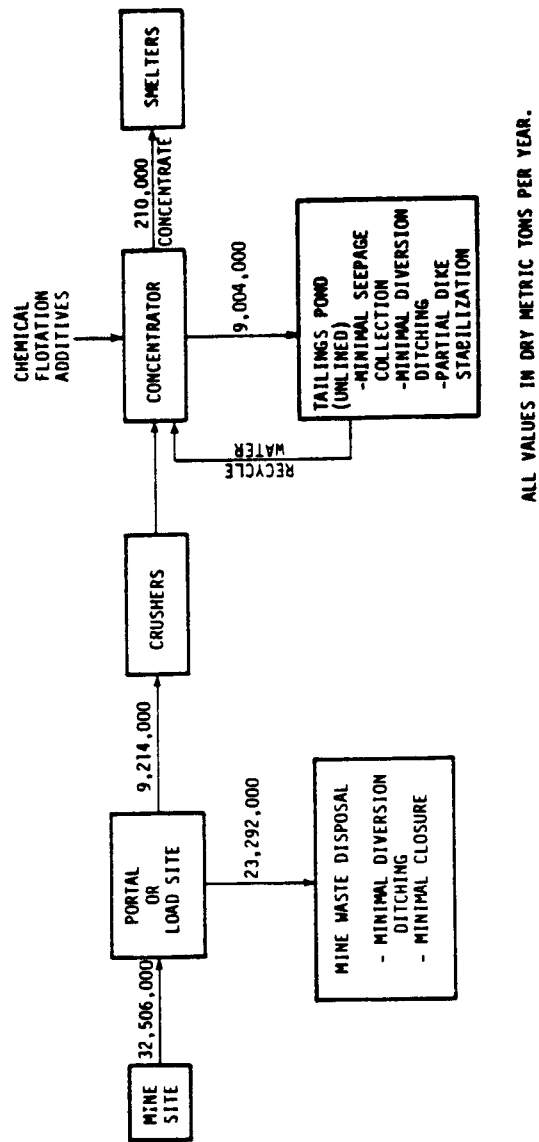 MINE
SITE
32,506,000
PORTAL
OR
LOAD SITE
23,292,000
MINE WASTE DISPOSAL
- MINIMAL DIVERSION
DITCHING
- MINIMAL CLOSURE
9,214,000
CRUSHERS
CHEMICAL
FLOTATION
ADDITIVES
CONCENTRATOR
210,000
CONCENTRATE
SMELTERS
9,004,000
RECYCLE
WATER
TAILINGS POND
(UNLINED)
-MINIMAL SEEPAGE
COLLECTION
-MINIMAL DIVERSION
DITCHING
-PARTIAL DIKE
STABILIZATION
ALL VALUES IN DRY METRIC TONS PER YEAR.